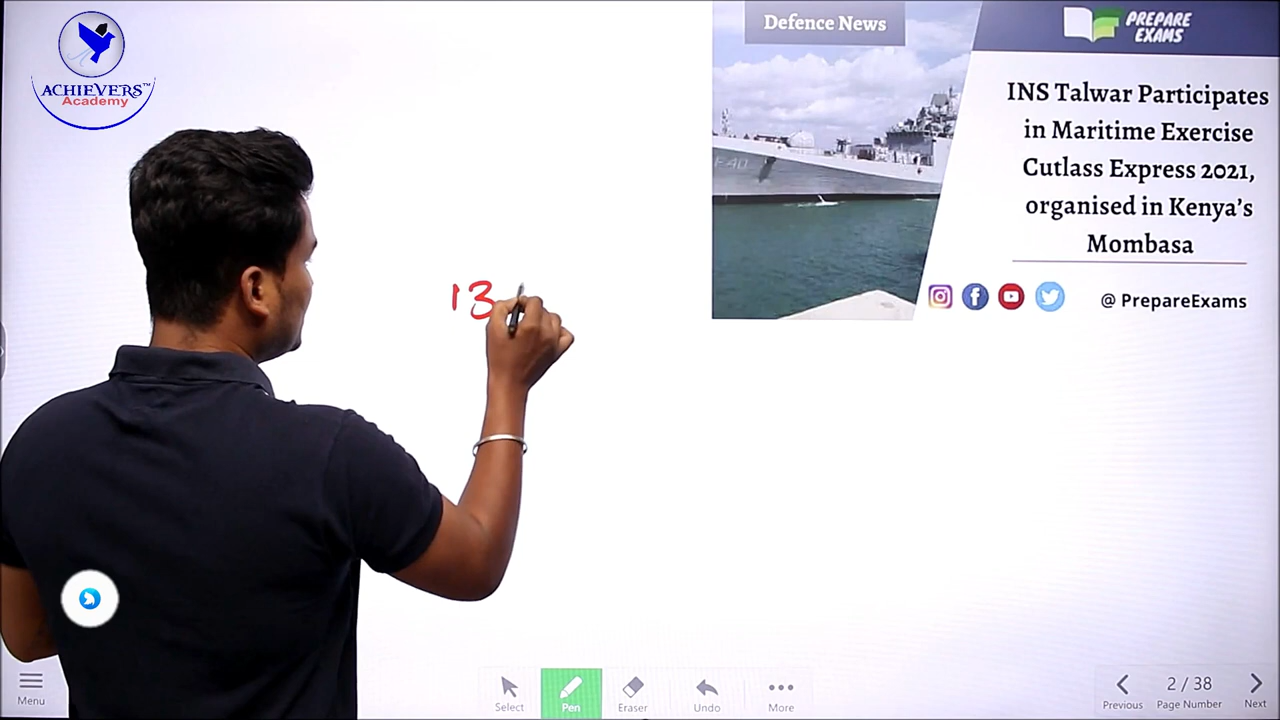 ACHIEVERS™
Academy
Defence News
PREPARE
EXAMS
INS Talwar Participates
in Maritime Exercise
Cutlass Express 2021,
organised in Kenya's
Mombasa
@ PrepareExams
F40
13
Menu
Select
Pen
Eraser
Undo
More
Previous
2 / 38
Page Number
Next